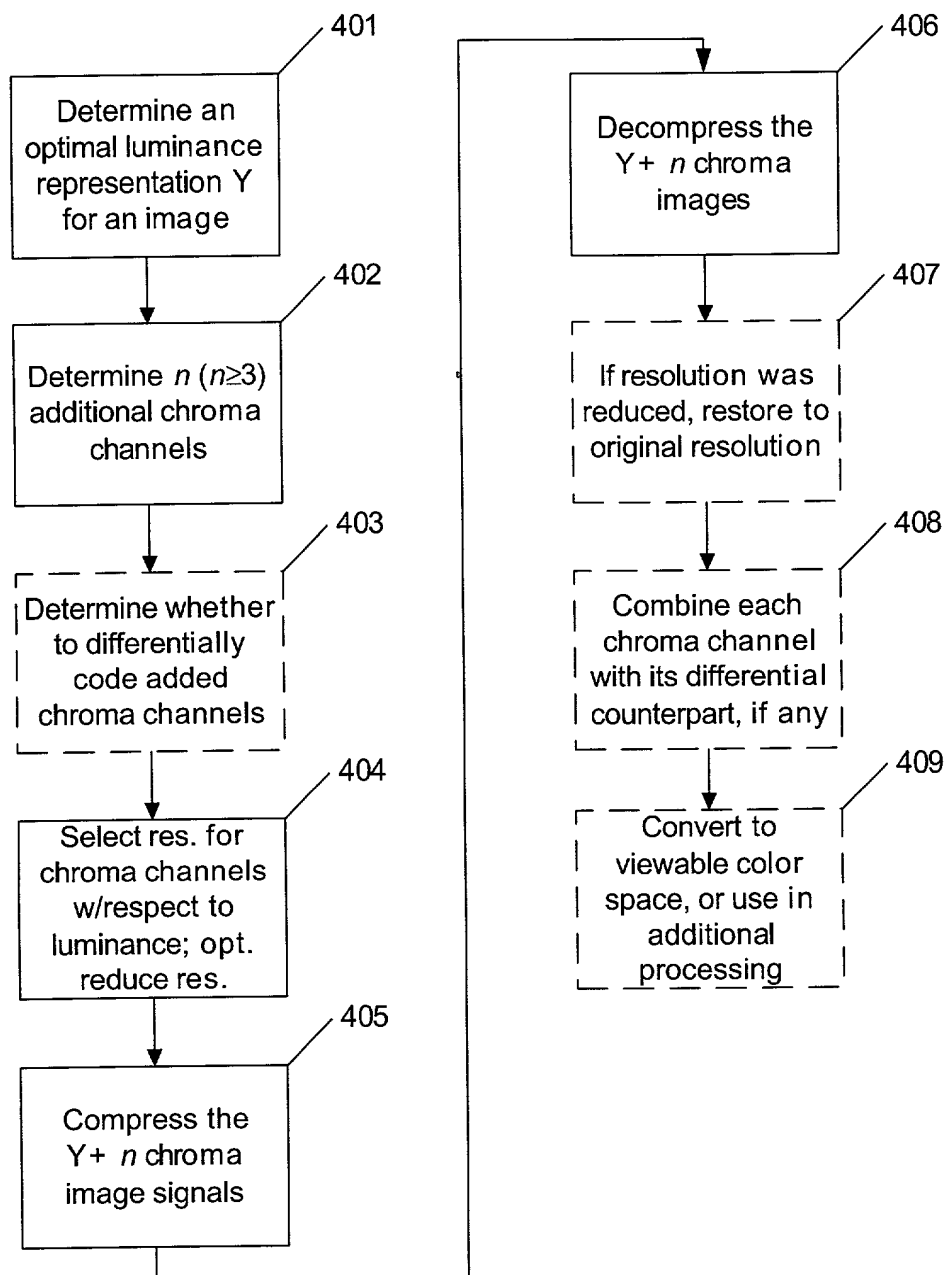 401
Determine an
optimal luminance
representation Y
for an image
402
Determine n (n≥3)
additional chroma
channels
403
Determine whether
to differentially
code added
chroma channels
404
Select res. for
chroma channels
w/respect to
luminance; opt.
reduce res.
405
Compress the
Y+ n chroma
image signals
406
Decompress the
Y+ n chroma
images
407
If resolution was
reduced, restore to
original resolution
408
Combine each
chroma channel
with its differential
counterpart, if any
409
Convert to
viewable color
space, or use in
additional
processing